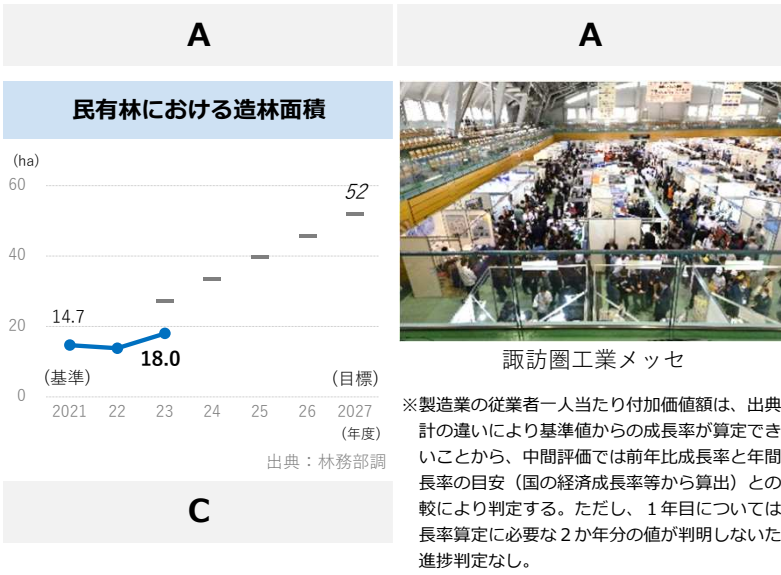 A
A
民有林における造林面積
(ha)
60
52
40
20
14.7
18.0
(基準)
(目標)
0
2021 22 23 24 25 26 2027
(年度)
出典：林務部調
C
諏訪圏工業メッセ
※製造業の従業者一人当たり付加価値額は、出典
計の違いにより基準値からの成長率が算定でき
いことから、中間評価では前年比成長率と年間
長率の目安（国の経済成長率等から算出）との
較により判定する。ただし、１年目については
長率算定に必要な２か年分の値が判明しないた
進捗判定なし。